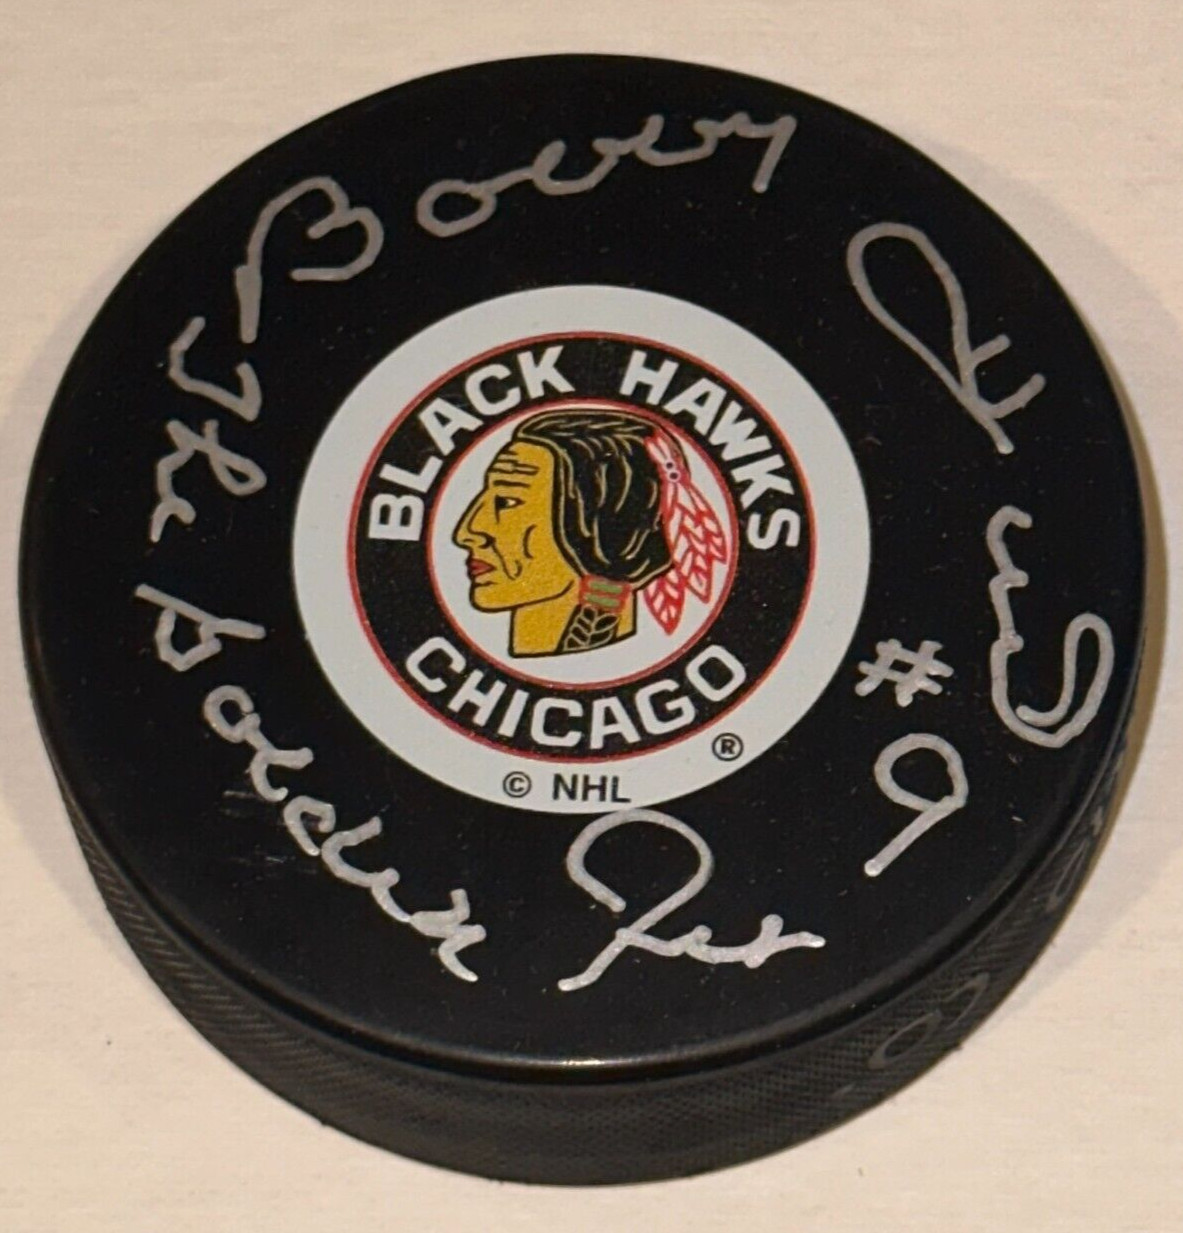 Bobby Hull
#9
The Golden Jet
BLACK HAWKS
CHICAGO
®
© NHL